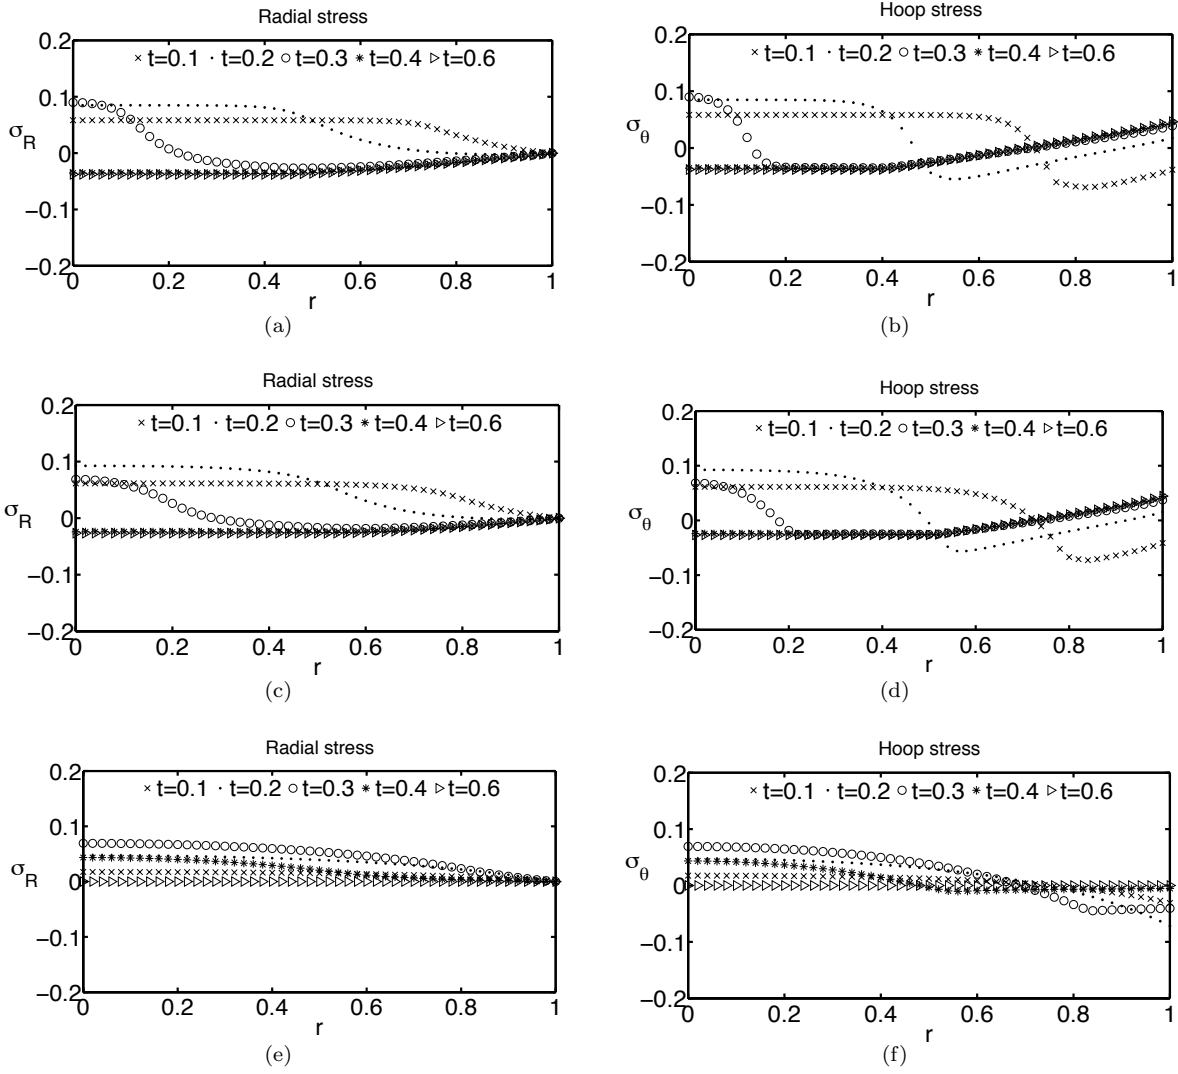 Radial stress
× t=0.1 · t=0.2 ○ t=0.3 ✳ t=0.4 ▷ t=0.6
0.2
0.1
0
−0.1
−0.2
σR
0 0.2 0.4 0.6 0.8 1
r
(a)
Hoop stress
× t=0.1 · t=0.2 ○ t=0.3 ✳ t=0.4 ▷ t=0.6
0.2
0.1
0
−0.1
−0.2
σθ
0 0.2 0.4 0.6 0.8 1
r
(b)
Radial stress
× t=0.1 · t=0.2 ○ t=0.3 ✳ t=0.4 ▷ t=0.6
0.2
0.1
0
−0.1
−0.2
σR
0 0.2 0.4 0.6 0.8 1
r
(c)
Hoop stress
× t=0.1 · t=0.2 ○ t=0.3 ✳ t=0.4 ▷ t=0.6
0.2
0.1
0
−0.1
−0.2
σθ
0 0.2 0.4 0.6 0.8 1
r
(d)
Radial stress
× t=0.1 · t=0.2 ○ t=0.3 ✳ t=0.4 ▷ t=0.6
0.2
0.1
0
−0.1
−0.2
σR
0 0.2 0.4 0.6 0.8 1
r
(e)
Hoop stress
× t=0.1 · t=0.2 ○ t=0.3 ✳ t=0.4 ▷ t=0.6
0.2
0.1
0
−0.1
−0.2
σθ
0 0.2 0.4 0.6 0.8 1
r
(f)